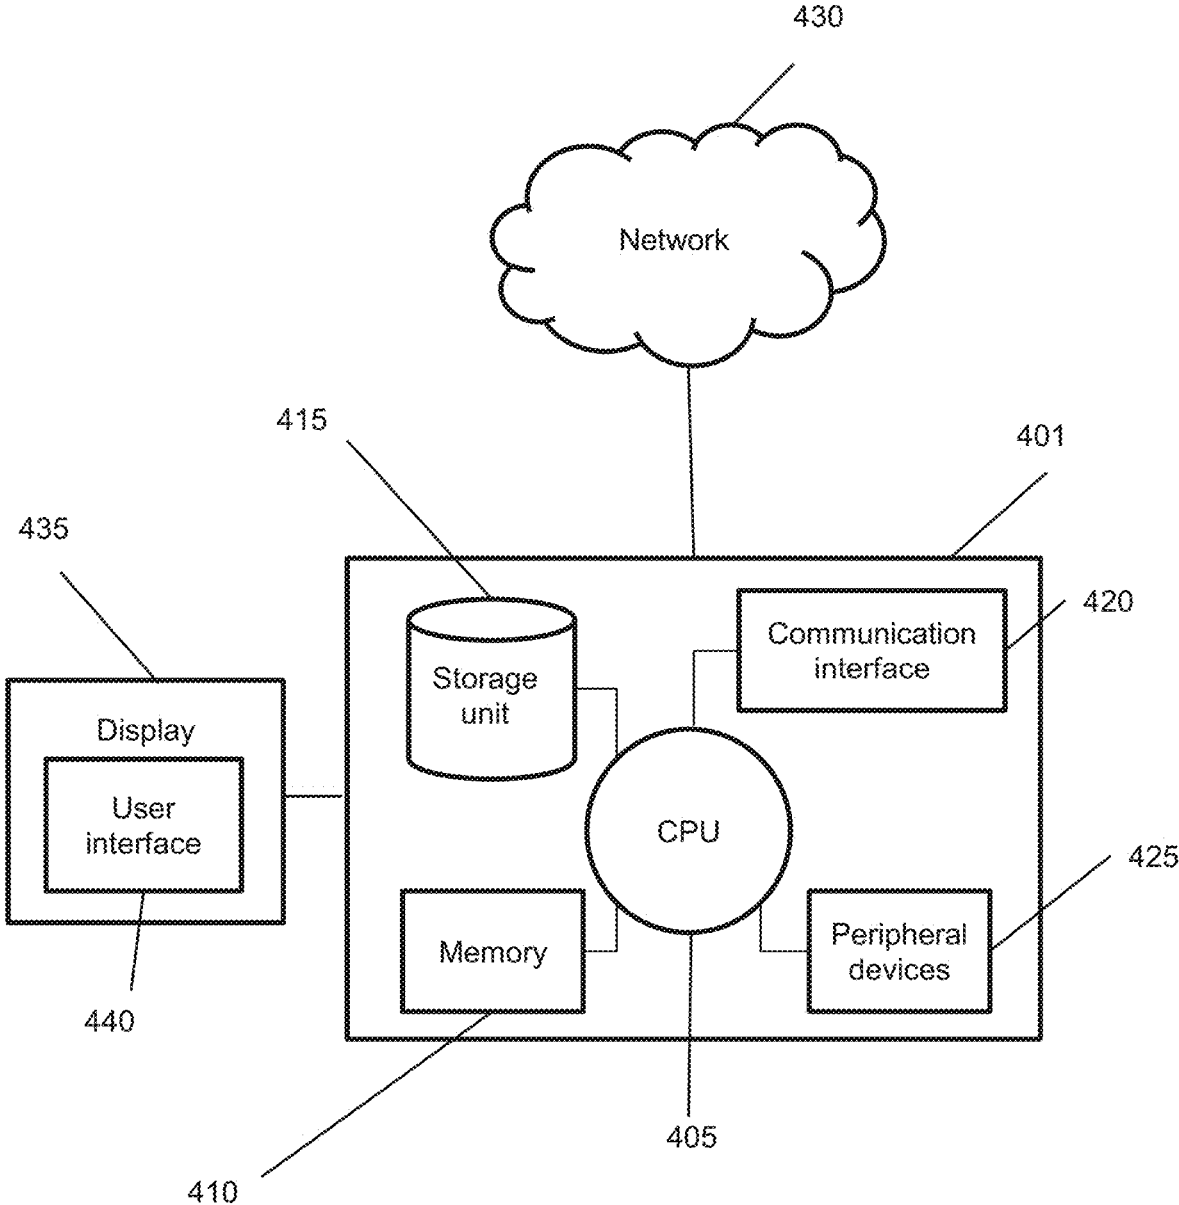 430
Network
415
401
435
420
Communication
interface
Storage
unit
Display
User
interface
CPU
425
Peripheral
devices
Memory
440
405
410